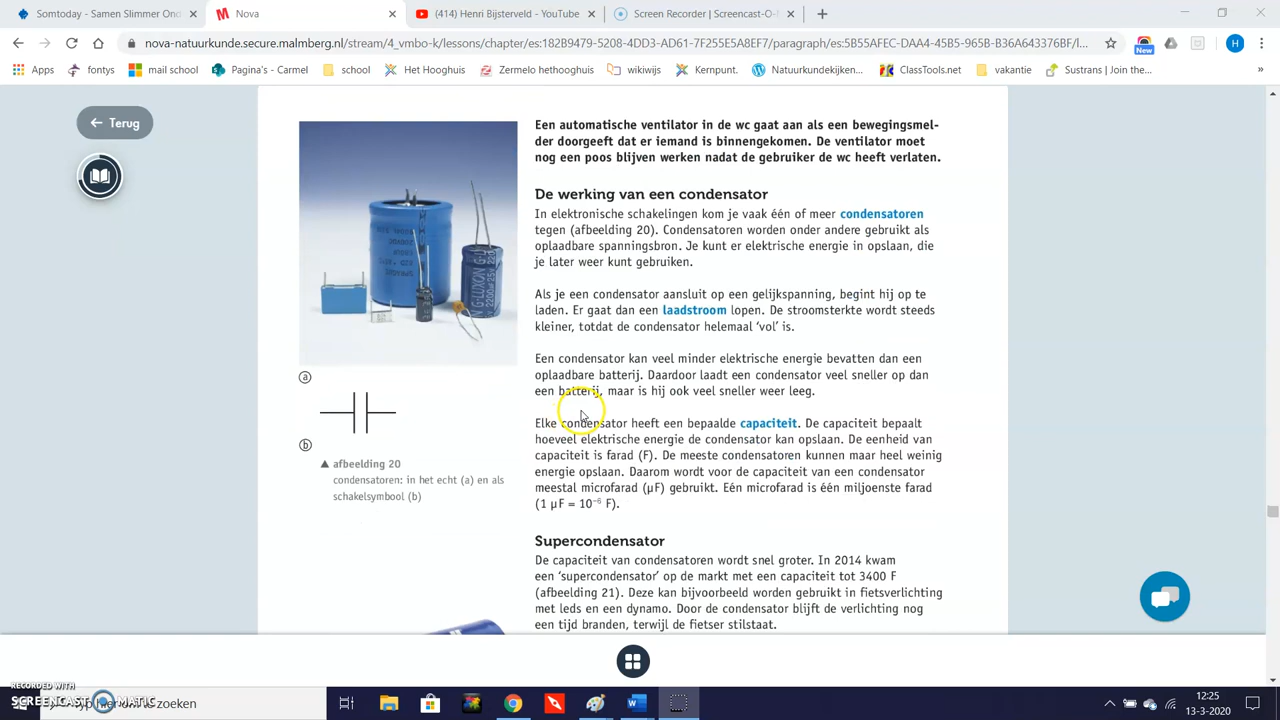 Somtoday - Samen Slimmer Ond
Nova
(414) Henri Bijsterveld - YouTube
Screen Recorder | Screencast-O-M
nova-natuurkunde.secure.malmberg.nl/stream/4_vmbo-k-lessons/chapter/es:182B9479-5208-4DD3-AD61-7F255E5A8EF7/paragraph/es:5B55CFEC-DAA4-45B5-965B-B36A643376BF/l...
New
H
Apps
fontys
mail school
Pagina's - Carmel
school
Het Hooghuis
Zermelo hethooghuis
wikiwijs
Kernpunt.
Natuurkundekijken...
ClassTools.net
vakantie
Sustrans | Join the...
»
Terug
Een automatische ventilator in de wc gaat aan als een bewegingsmel-
der doorgeeft dat er iemand is binnengekomen. De ventilator moet
nog een poos blijven werken nadat de gebruiker de wc heeft verlaten.
De werking van een condensator
In elektronische schakelingen kom je vaak één of meer condensatoren
tegen (afbeelding 20). Condensatoren worden onder andere gebruikt als
oplaadbare spanningsbron. Je kunt er elektrische energie in opslaan, die
je later weer kunt gebruiken.
Als je een condensator aansluit op een gelijkspanning, begint hij op te
laden. Er gaat dan een laadstroom lopen. De stroomsterkte wordt steeds
kleiner, totdat de condensator helemaal ‘vol’ is.
Een condensator kan veel minder elektrische energie bevatten dan een
oplaadbare batterij. Daardoor laadt een condensator veel sneller op dan
een batterij, maar is hij ook veel sneller weer leeg.
Elke condensator heeft een bepaalde capaciteit. De capaciteit bepaalt
hoeveel elektrische energie de condensator kan opslaan. De eenheid van
capaciteit is farad (F). De meeste condensatoren kunnen maar heel weinig
energie opslaan. Daarom wordt voor de capaciteit van een condensator
meestal microfarad (µF) gebruikt. Eén microfarad is één miljoenste farad
(1 µF = 10⁻⁶ F).
a
b
▲ afbeelding 20
condensatoren: in het echt (a) en als
schakelsymbool (b)
Supercondensator
De capaciteit van condensatoren wordt snel groter. In 2014 kwam
een ‘supercondensator’ op de markt met een capaciteit tot 3400 F
(afbeelding 21). Deze kan bijvoorbeeld worden gebruikt in fietsverlichting
met leds en een dynamo. Door de condensator blijft de verlichting nog
een tijd branden, terwijl de fietser stilstaat.
RECORDED WITH
SCREENCAST MATIC
om te zoeken
12:25
13-3-2020